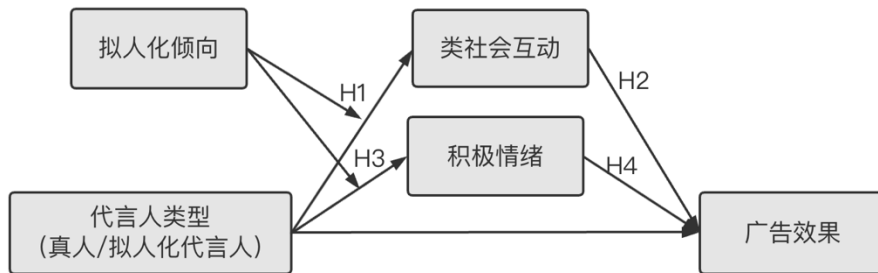 拟人化倾向
类社会互动
H1
H2
H3
积极情绪
H4
代言人类型
（真人/拟人化代言人）
广告效果